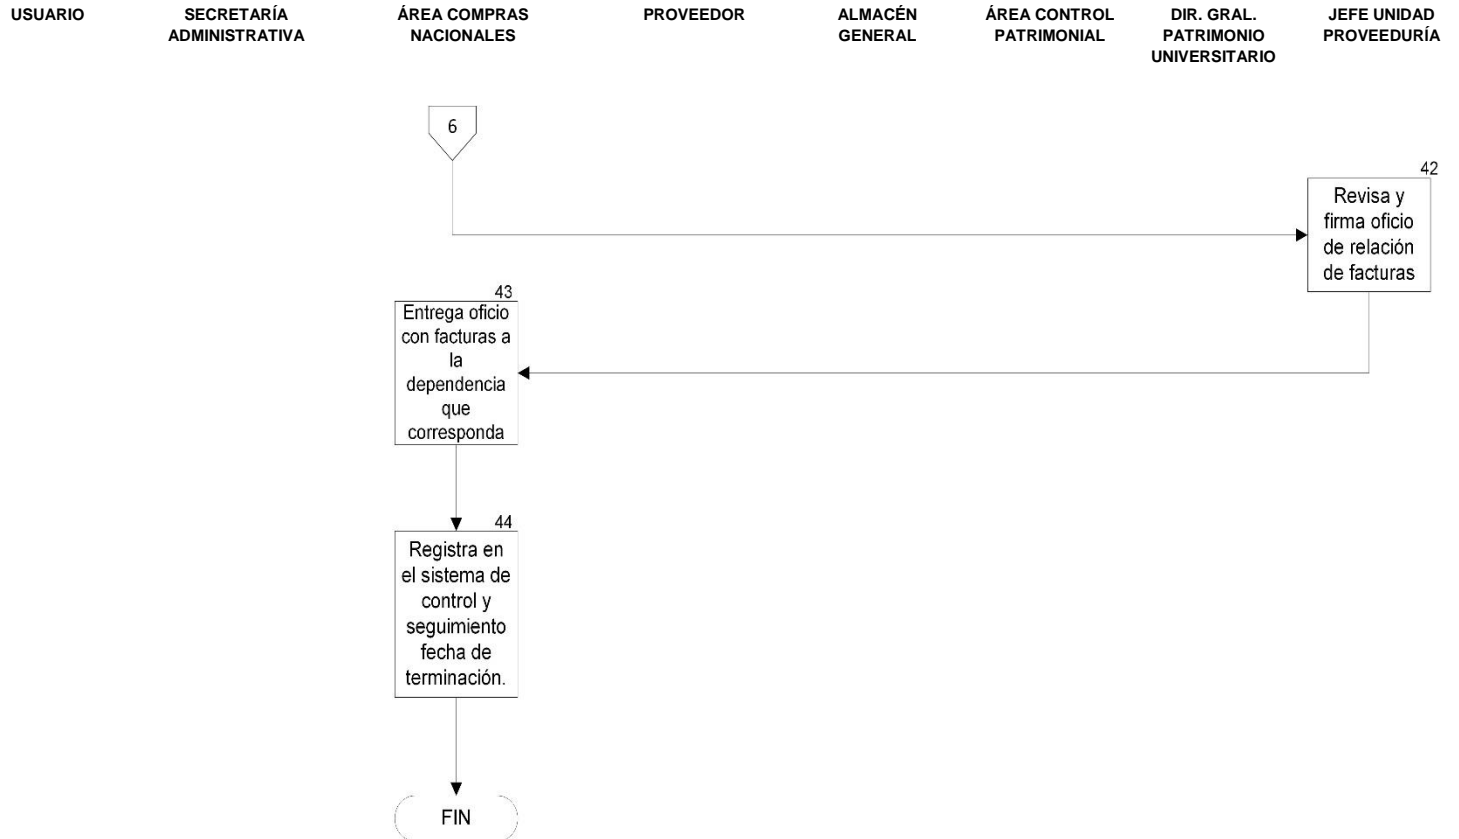 USUARIO
SECRETARÍA
ADMINISTRATIVA
ÁREA COMPRAS
NACIONALES
PROVEEDOR
ALMACÉN
GENERAL
ÁREA CONTROL
PATRIMONIAL
DIR. GRAL.
PATRIMONIO
UNIVERSITARIO
JEFE UNIDAD
PROVEEDURÍA
6
42
Revisa y
firma oficio
de relación
de facturas
43
Entrega oficio
con facturas a
la
dependencia
que
corresponda
44
Registra en
el sistema de
control y
seguimiento
fecha de
terminación.
FIN